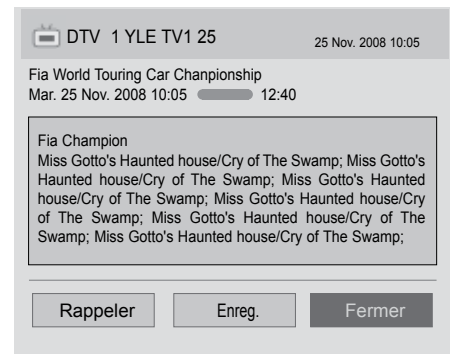 DTV 1 YLE TV1 25 25 Nov. 2008 10:05
Fia World Touring Car Chanpionship
Mar. 25 Nov. 2008 10:05 12:40
Fia Champion
Miss Gotto's Haunted house/Cry of The Swamp; Miss Gotto's
Haunted house/Cry of The Swamp; Miss Gotto's Haunted
house/Cry of The Swamp; Miss Gotto's Haunted house/Cry
of The Swamp; Miss Gotto's Haunted house/Cry of The
Swamp; Miss Gotto's Haunted house/Cry of The Swamp;
Rappeler Enreg. Fermer